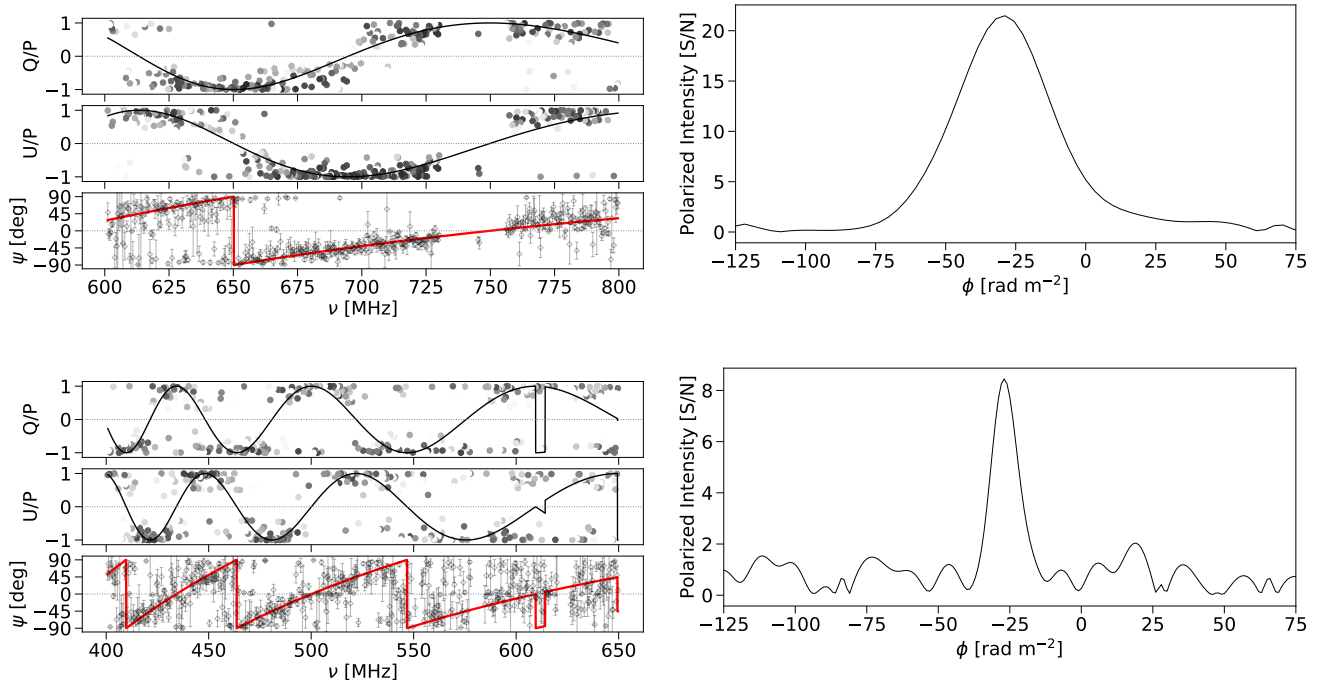 Q/P
1
0
−1
U/P
1
0
−1
ψ [deg]
90
45
0
−45
−90
600 625 650 675 700 725 750 775 800
ν [MHz]
Polarized Intensity [S/N]
20
15
10
5
0
−125 −100 −75 −50 −25 0 25 50 75
ϕ [rad m⁻²]
Q/P
1
0
−1
U/P
1
0
−1
ψ [deg]
90
45
0
−45
−90
400 450 500 550 600 650
ν [MHz]
Polarized Intensity [S/N]
8
6
4
2
0
−125 −100 −75 −50 −25 0 25 50 75
ϕ [rad m⁻²]